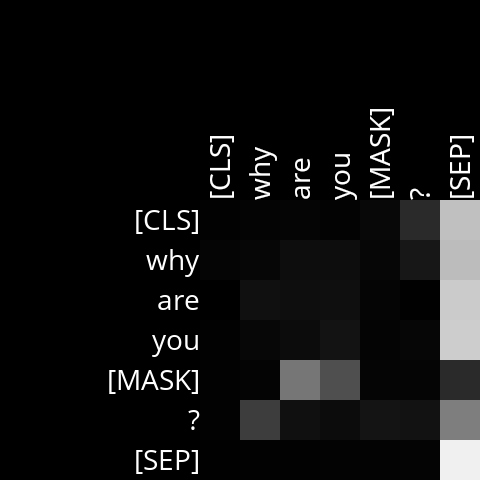 [CLS] why are you [MASK] ? [SEP]
[CLS]
why
are
you
[MASK]
?
[SEP]